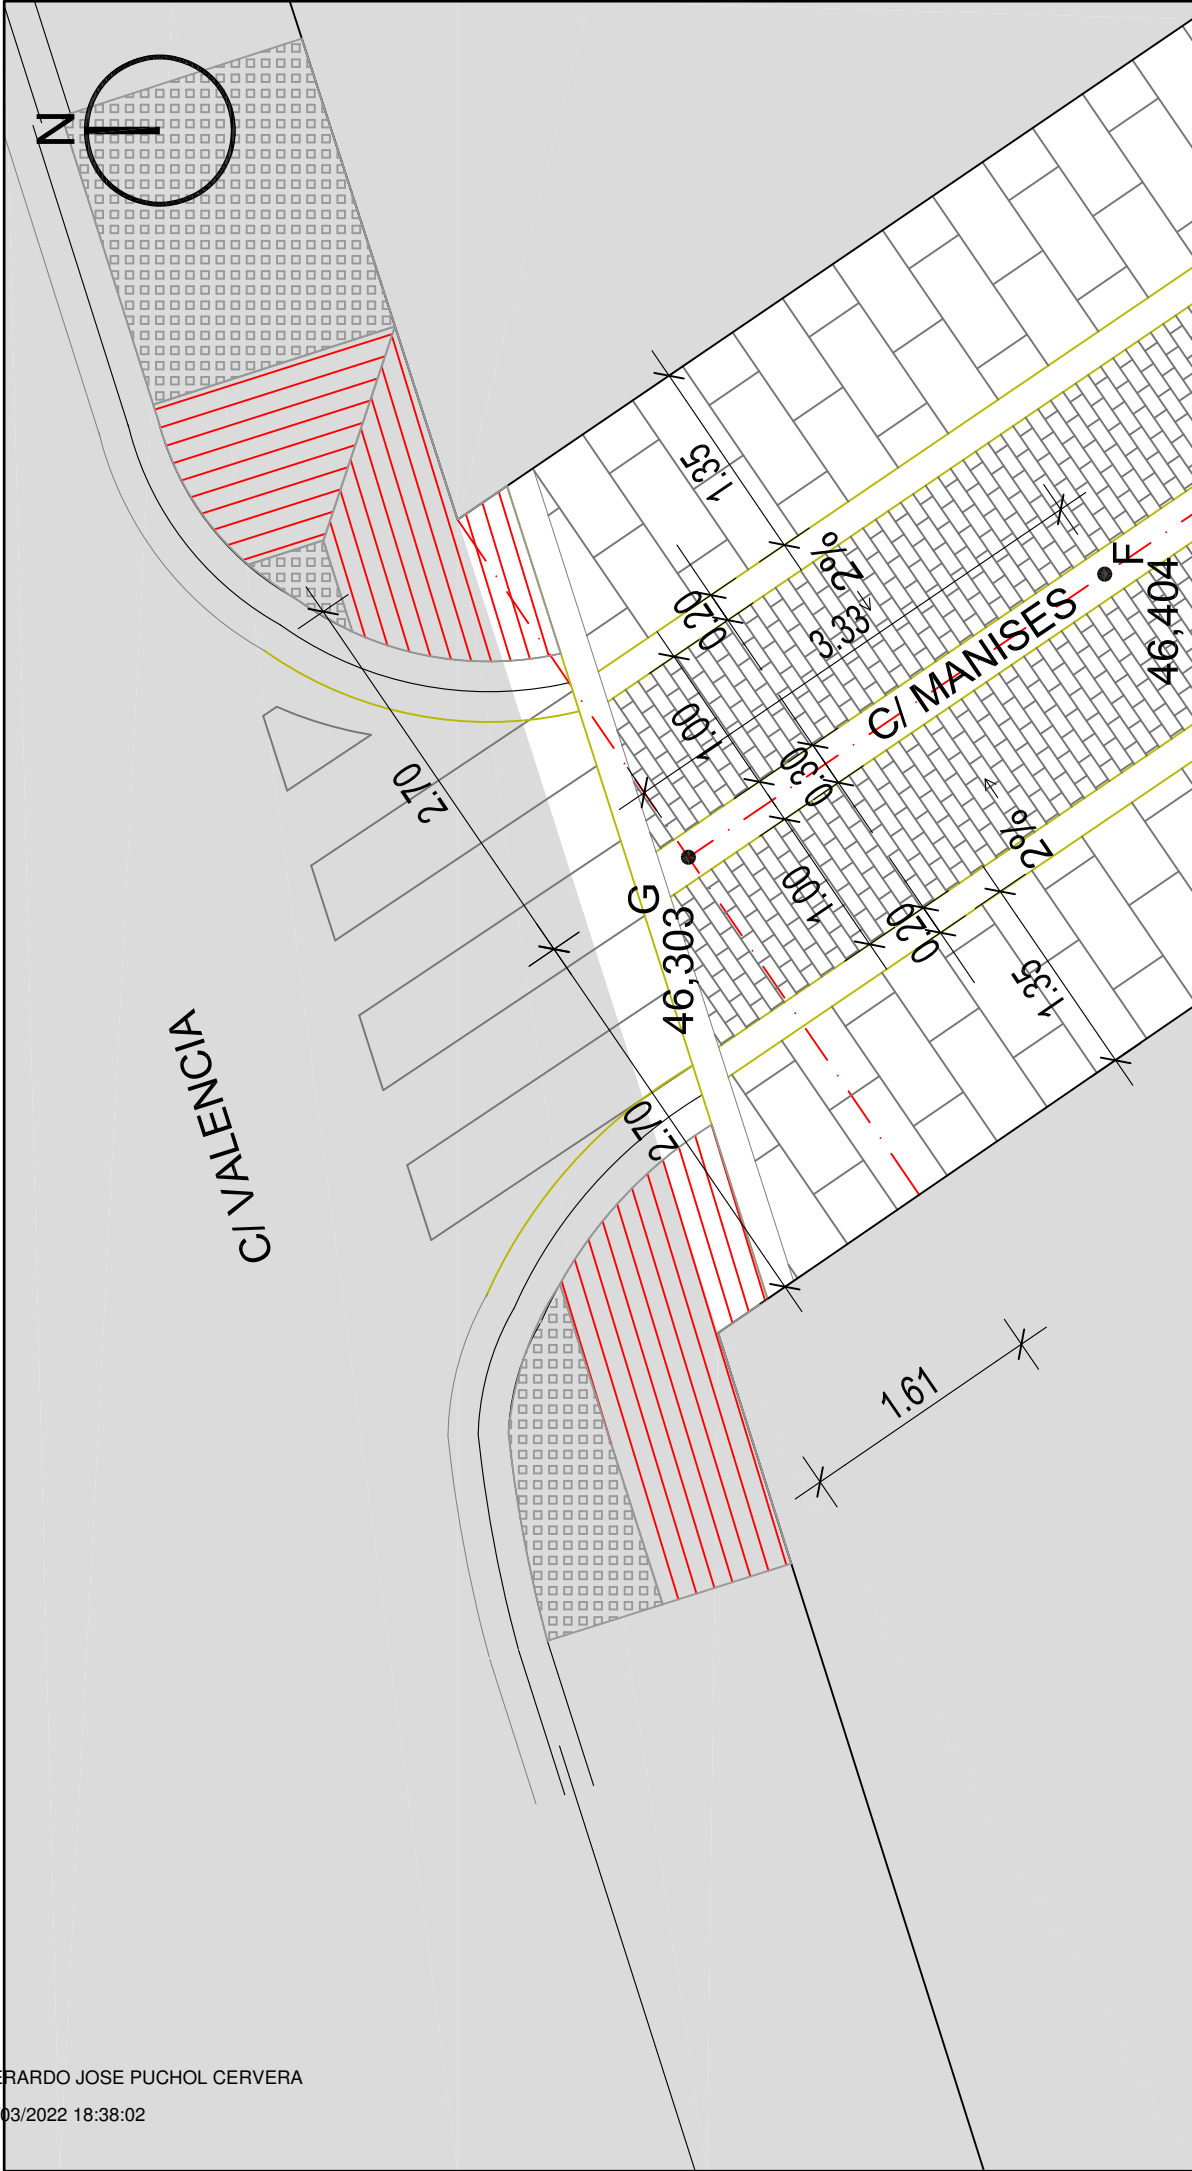 N
1.35
0.20
2%
3.33
F
46,404
C/ MANISES
1.00
0.30
2.70
G
46,303
1.00
2%
0.20
1.35
C/ VALENCIA
2.70
1.61
ERARDO JOSE PUCHOL CERVERA
03/2022 18:38:02